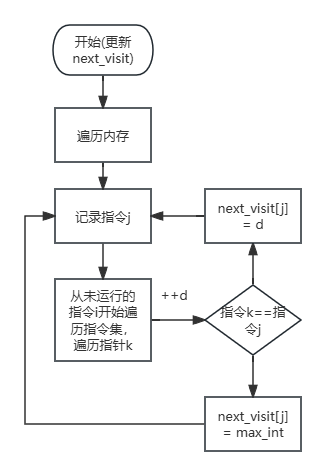 开始(更新
next_visit)
遍历内存
记录指令j
next_visit[j]
= d
从未运行的
指令i开始遍
历指令集，
遍历指针k
++d
指令k==指
令j
next_visit[j]
= max_int